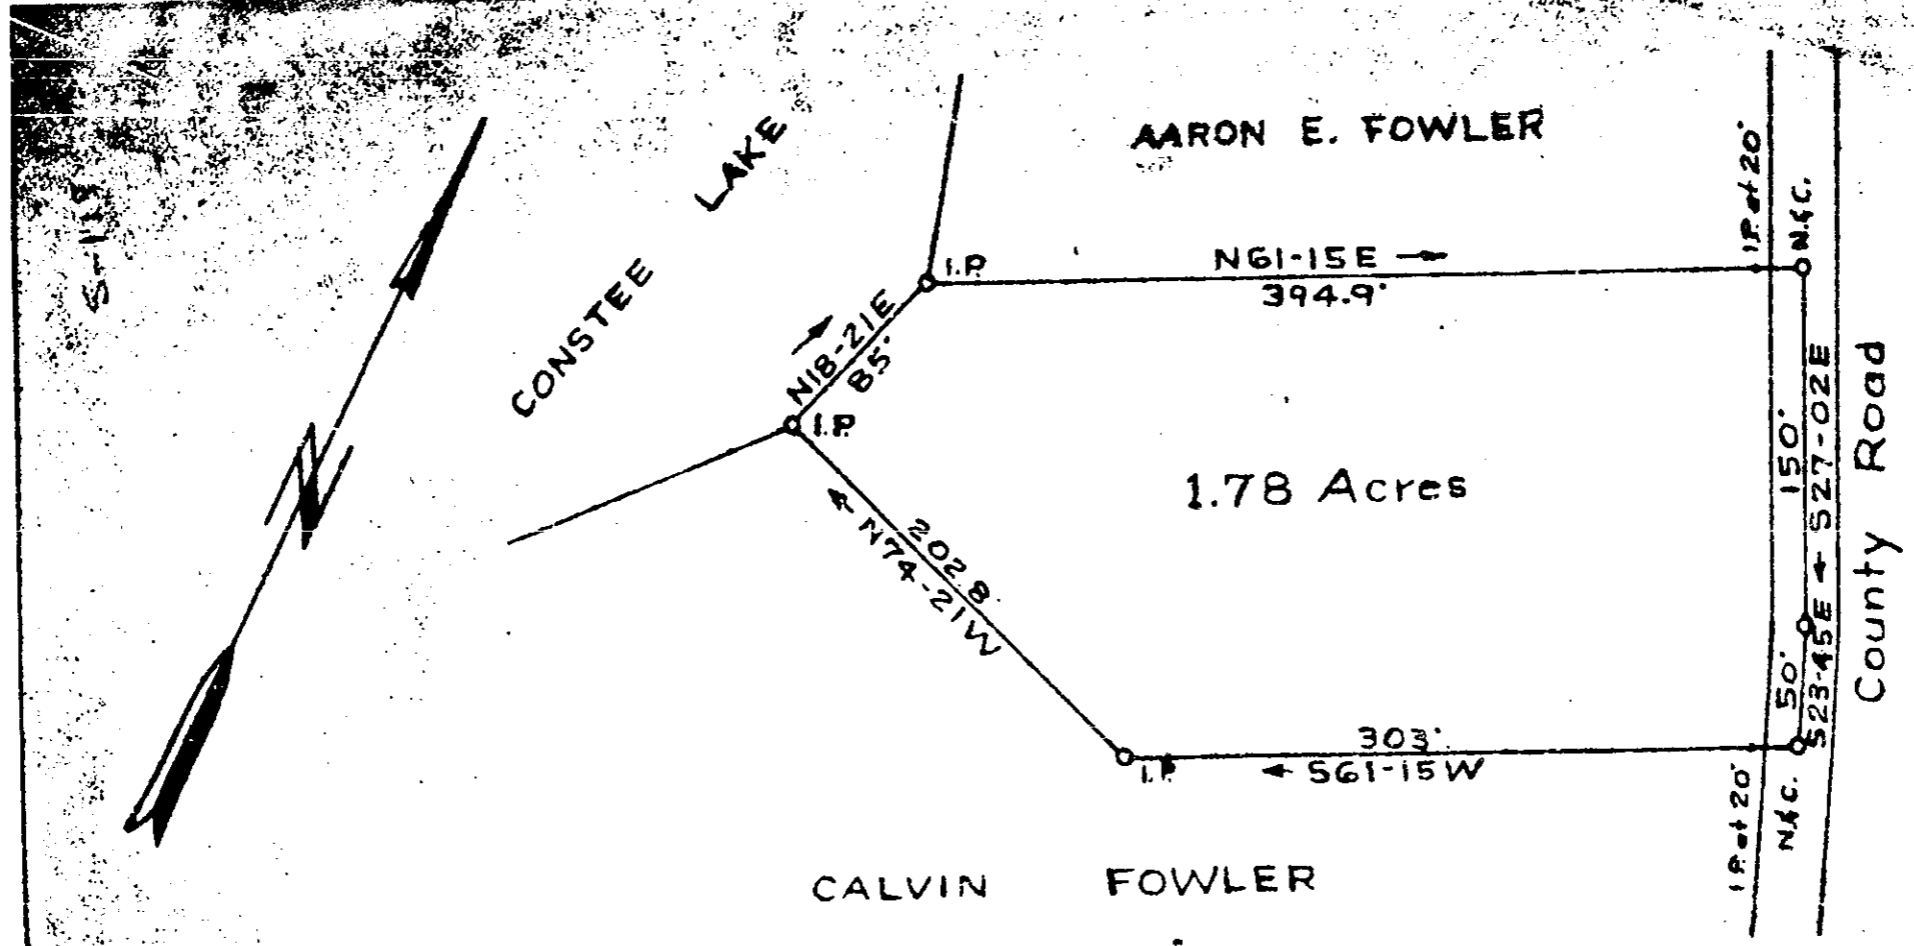 AARON E. FOWLER
CONSTEE LAKE
I.P. at 20'
N.&C.
I.P.
N61-15E
394.9'
N18-21E
85'
I.P.
1.78 Acres
150'
S27-02E
County Road
202.8
N74-21W
50'
S23-45E
303'
I.P.
S61-15W
I.P. at 20'
N.&C.
CALVIN FOWLER
N